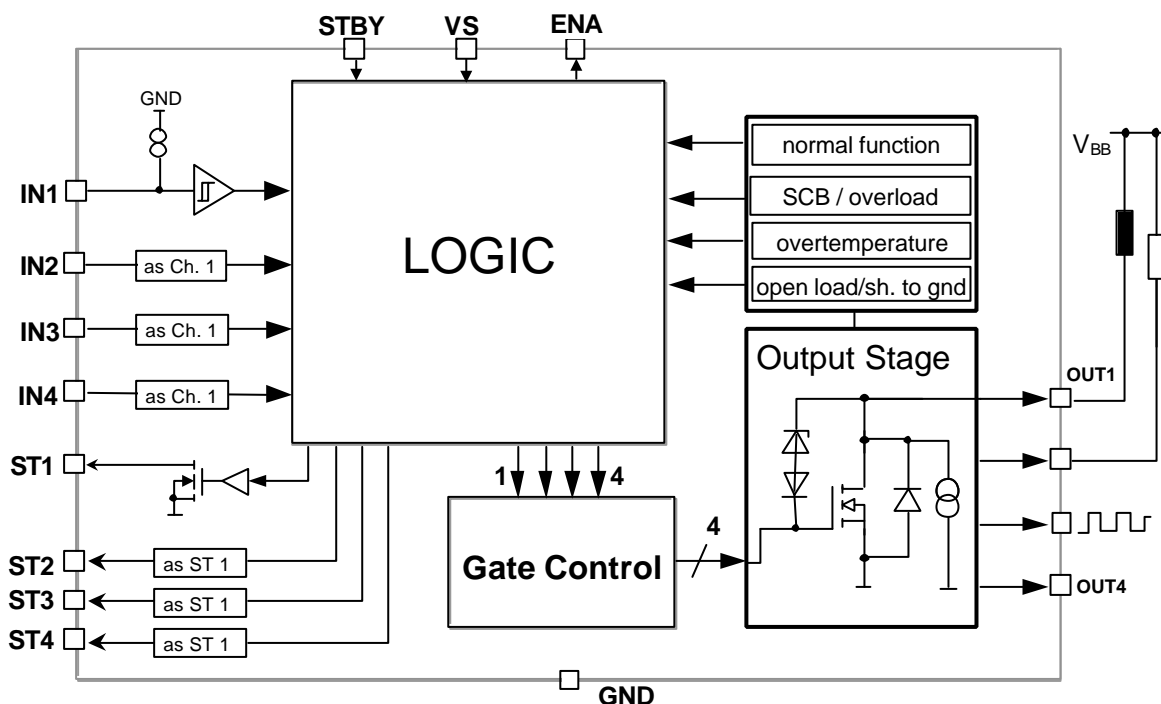 STBY VS ENA
GND
normal function
V_BB
IN1
SCB / overload
LOGIC
overtemperature
IN2 as Ch. 1
open load/sh. to gnd
IN3 as Ch. 1
Output Stage
OUT1
IN4 as Ch. 1
ST1
1 4
4
ST2 as ST 1
Gate Control
OUT4
ST3 as ST 1
ST4 as ST 1
GND